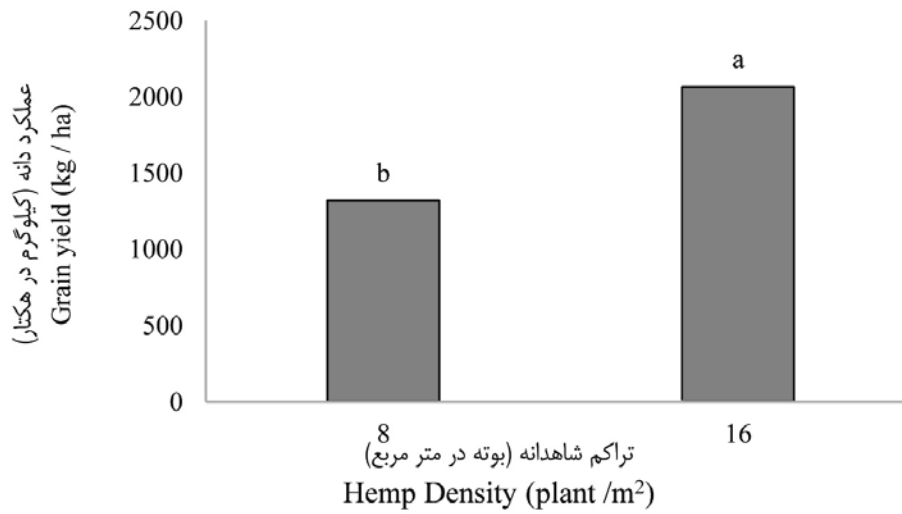 عملکرد دانه (کیلوگرم در هکتار)
Grain yield (kg / ha)
2500
2000
1500
1000
500
0
b
a
8
16
تراکم شاهدانه (بوته در متر مربع)
Hemp Density (plant /m²)